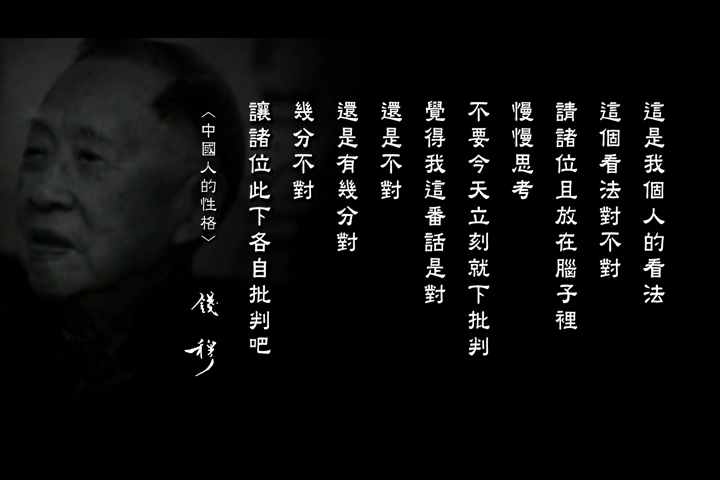 這是我個人的看法
這個看法對不對
請諸位且放在腦子裡
慢慢思考
不要今天立刻就下批判
覺得我這番話是對
還是不對
還是有幾分對
幾分不對
讓諸位此下各自批判吧
〈中國人的性格〉
錢穆